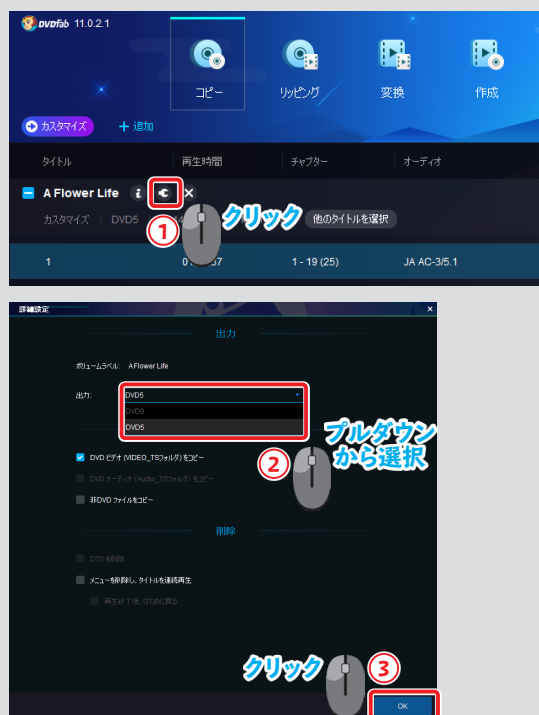 DVDFab 11.0.2.1
コピー リッピング 変換 作成
カスタマイズ + 追加
タイトル 再生時間 チャプター オーディオ
A Flower Life i
① クリック
カスタマイズ DVD5 他のタイトルを選択
1 1 - 19 (25) JA AC-3/5.1
詳細設定
出力
ボリュームラベル: A Flower Life
出力: DVD5
DVD9
DVD5
② プルダウン
から選択
DVD ビデオ (VIDEO_TSフォルダ) をコピー
DVD オーディオ (Audio_TSフォルダ) をコピー
非DVD ファイルをコピー
削除
DTS を削除
メニューを削除し、タイトルを連続再生
再生終了後、はじめに戻る
クリック ③
OK